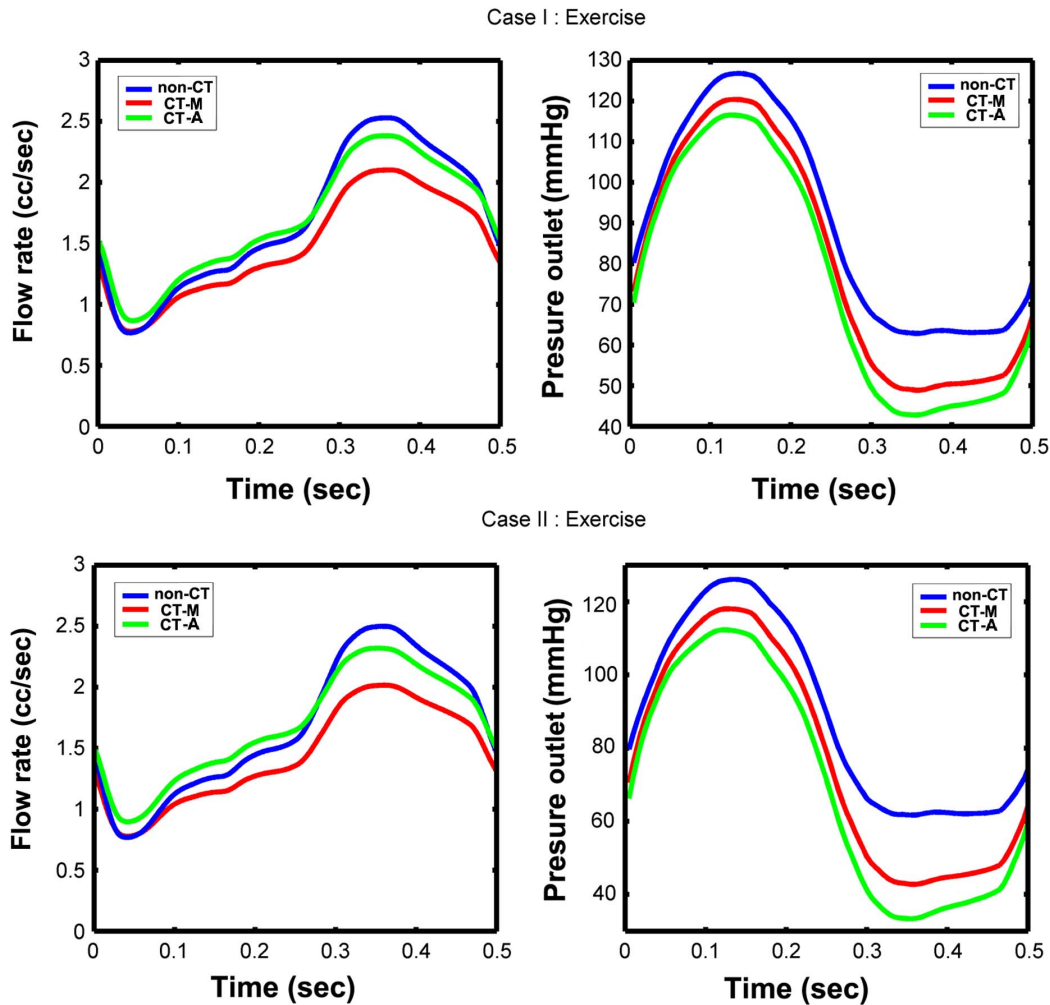 Case I : Exercise
3
2.5
2
1.5
1
0.5
0
0 0.1 0.2 0.3 0.4 0.5
Flow rate (cc/sec)
Time (sec)
non-CT
CT-M
CT-A
130
120
110
100
90
80
70
60
50
40
0 0.1 0.2 0.3 0.4 0.5
Presure outlet (mmHg)
Time (sec)
non-CT
CT-M
CT-A
Case II : Exercise
3
2.5
2
1.5
1
0.5
0
0 0.1 0.2 0.3 0.4 0.5
Flow rate (cc/sec)
Time (sec)
non-CT
CT-M
CT-A
120
100
80
60
40
0 0.1 0.2 0.3 0.4 0.5
Presure outlet (mmHg)
Time (sec)
non-CT
CT-M
CT-A